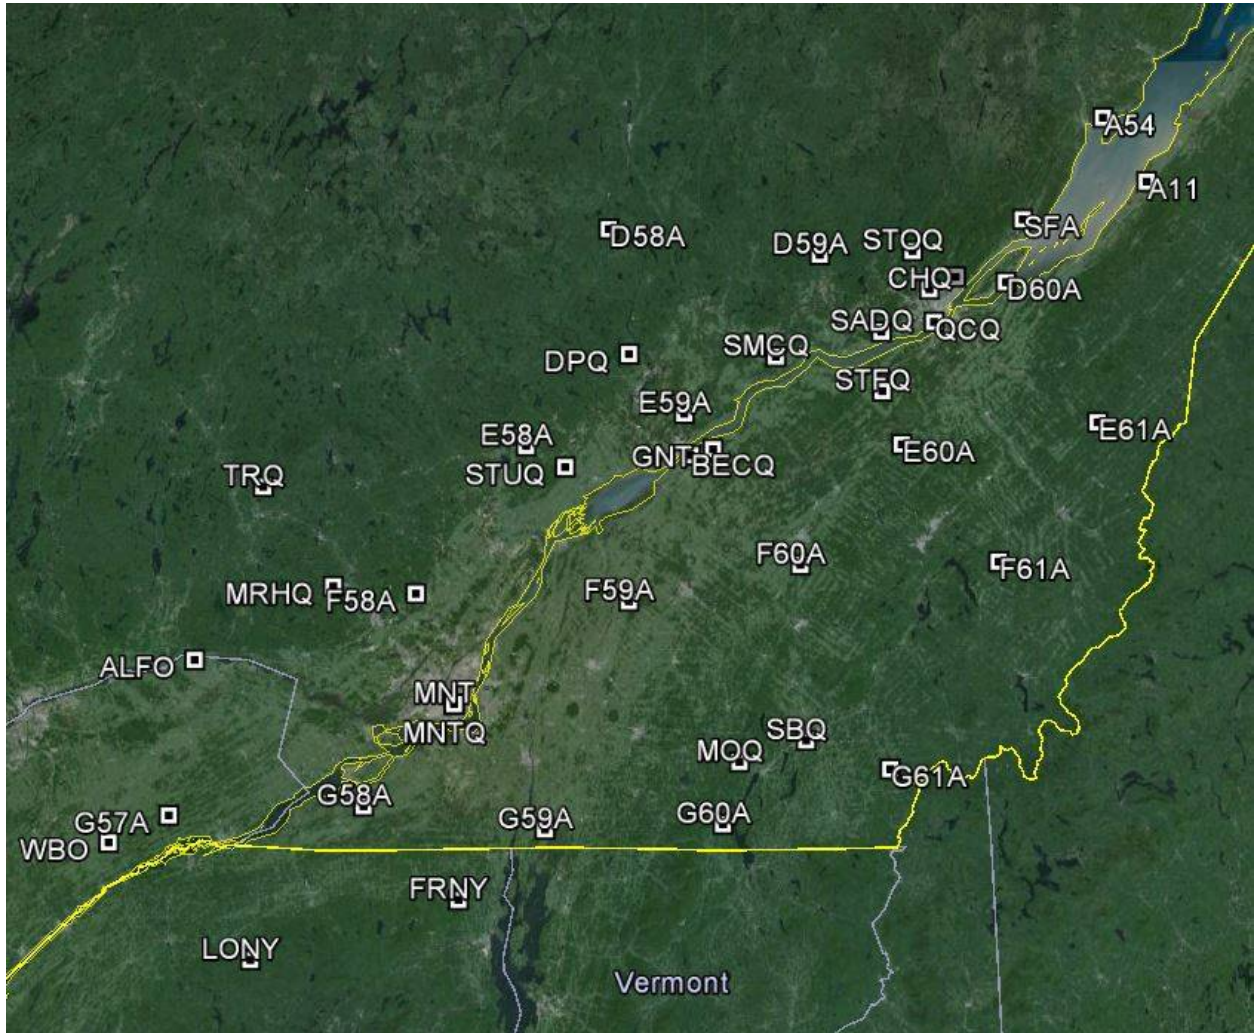 A54
A11
SFA
D58A
D59A
STOQ
CHQ
D60A
SADQ
QCQ
SMCQ
DPQ
STFQ
E59A
E61A
E58A
E60A
GNT
BECQ
STUQ
TRQ
F60A
F61A
MRHQ
F58A
F59A
ALFO
MNT
MNTQ
SBQ
MOQ
G61A
G58A
G57A
G59A
G60A
WBO
FRNY
LONY
Vermont